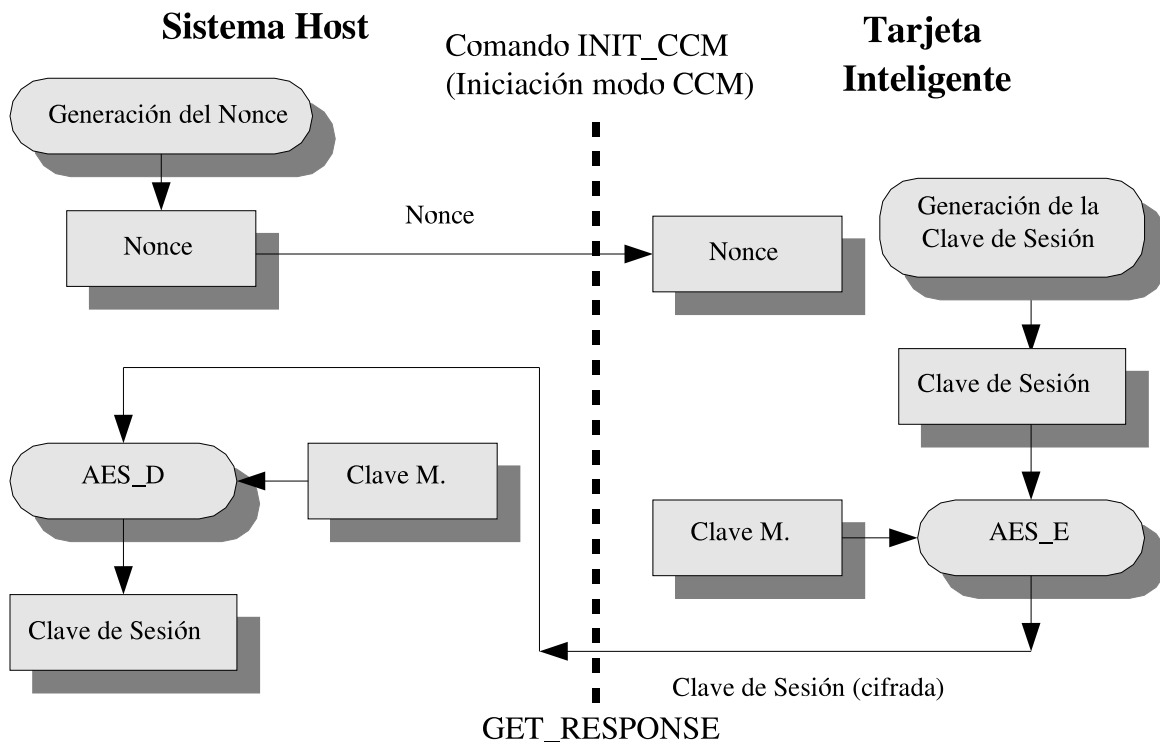 Sistema Host
Comando INIT_CCM
(Iniciación modo CCM)
Tarjeta
Inteligente
Generación del Nonce
Nonce
Nonce
Nonce
Generación de la
Clave de Sesión
Clave de Sesión
AES_D
Clave M.
Clave M.
AES_E
Clave de Sesión
Clave de Sesión (cifrada)
GET_RESPONSE